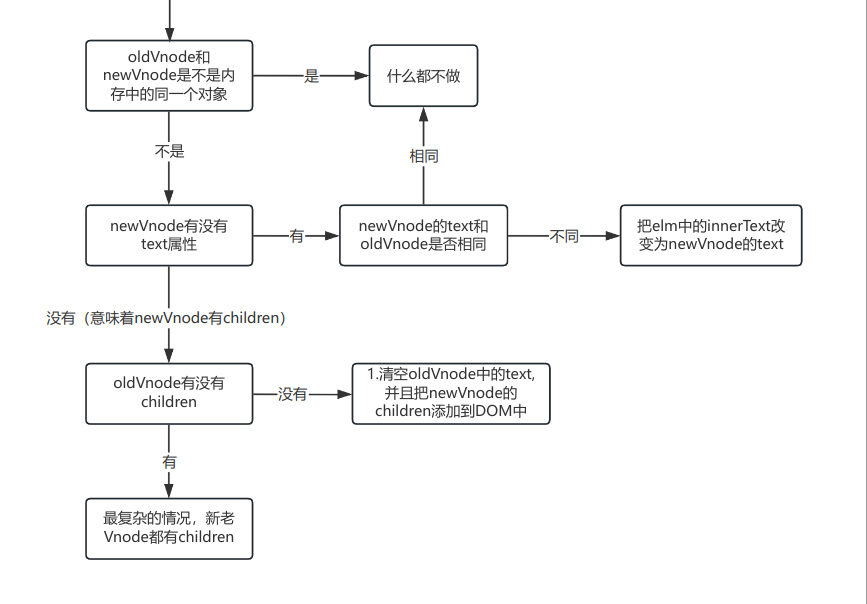 oldVnode和
newVnode是不是内
存中的同一个对象
是
什么都不做
不是
相同
newVnode有没有
text属性
有
newVnode的text和
oldVnode是否相同
不同
把elm中的innerText改
变为newVnode的text
没有（意味着newVnode有children）
oldVnode有没有
children
没有
1.清空oldVnode中的text,
并且把newVnode的
children添加到DOM中
有
最复杂的情况，新老
Vnode都有children